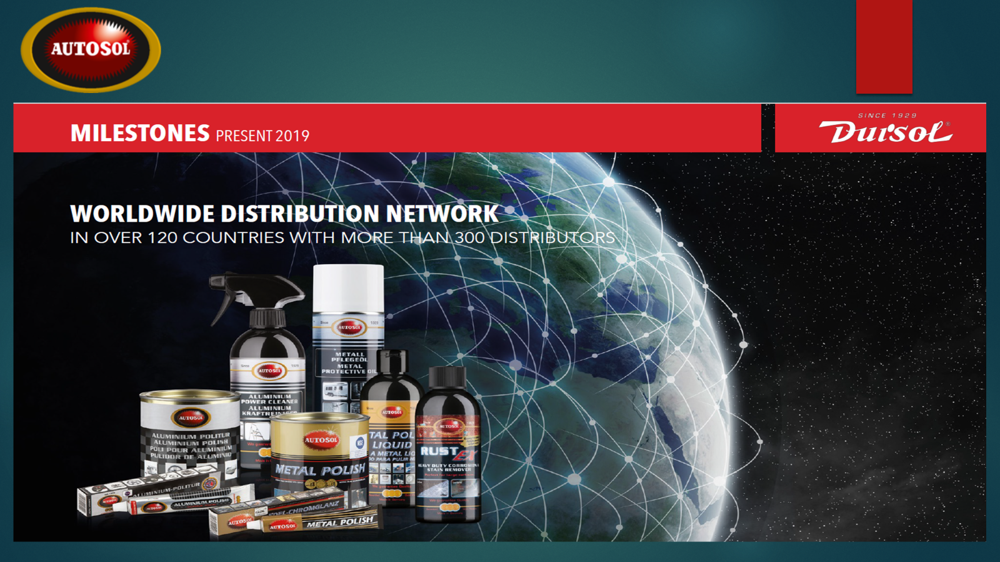 AUTOSOL®
MILESTONES PRESENT 2019
SINCE 1929
Dursol®
WORLDWIDE DISTRIBUTION NETWORK
IN OVER 120 COUNTRIES WITH MORE THAN 300 DISTRIBUTORS
AUTOSOL
METALL
PFLEGEÖL
METAL
PROTECTIVE OIL
AUTOSOL
ALUMINIUM
POWER CLEANER
ALUMINIUM
KRAFTREINIGER
AUTOSOL
ALUMINIUM POLITUR
ALUMINIUM POLISH
POLI POUR ALUMINIUM
PULIDOR DE ALUMINIO
AUTOSOL
METAL POLISH
AUTOSOL
TAL POL
LIQUID
A METAL LIQ
PARA PULIR
AUTOSOL
RUST EX
HEAVY DUTY CORROSION
STAIN REMOVER
ALUMINIUM-POLITUR
AUTOSOL
ALUMINIUM POLISH
EDEL-CHROMGLANZ
AUTOSOL
AUTOSOL
METAL POLISH